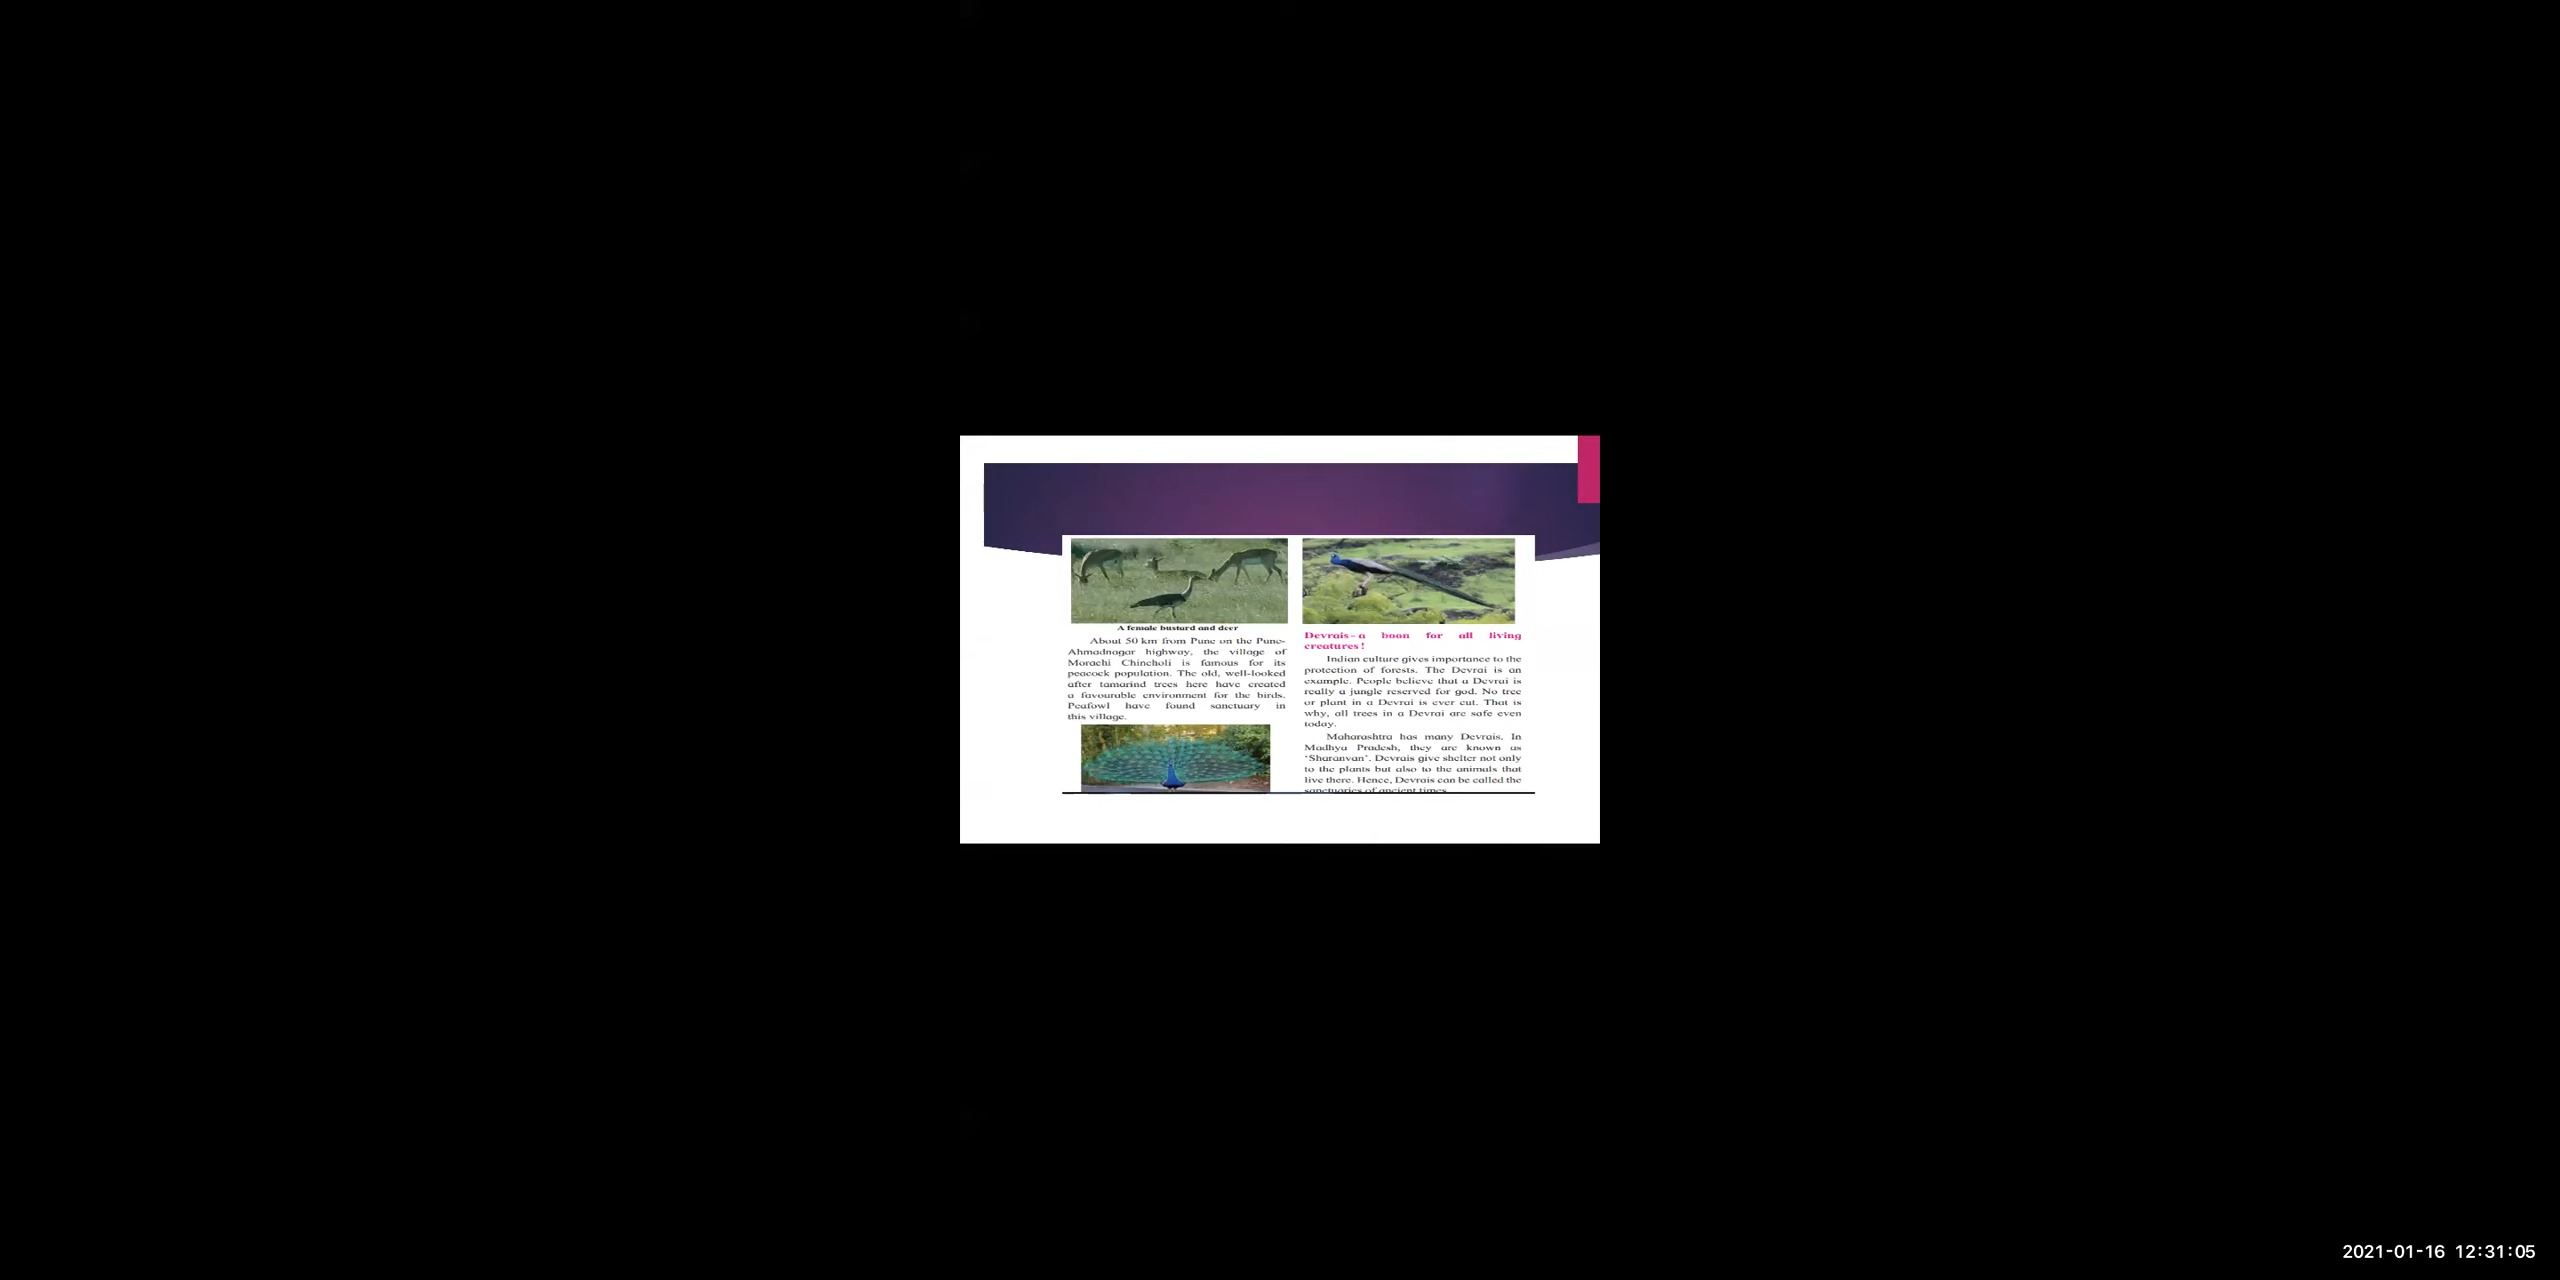 A female bustard and deer
About 50 km from Pune on the Pune-
Ahmadnagar highway, the village of
Morachi Chincholi is famous for its
peacock population. The old, well-looked
after tamarind trees here have created
a favourable environment for the birds.
Peafowl have found sanctuary in
this village.
Devrais- a boon for all living
creatures !
Indian culture gives importance to the
protection of forests. The Devrai is an
example. People believe that a Devrai is
really a jungle reserved for god. No tree
or plant in a Devrai is ever cut. That is
why, all trees in a Devrai are safe even
today.
Maharashtra has many Devrais. In
Madhya Pradesh, they are known as
‘Sharanvan’. Devrais give shelter not only
to the plants but also to the animals that
live there. Hence, Devrais can be called the
sanctuaries of ancient times
2021-01-16 12:31:05